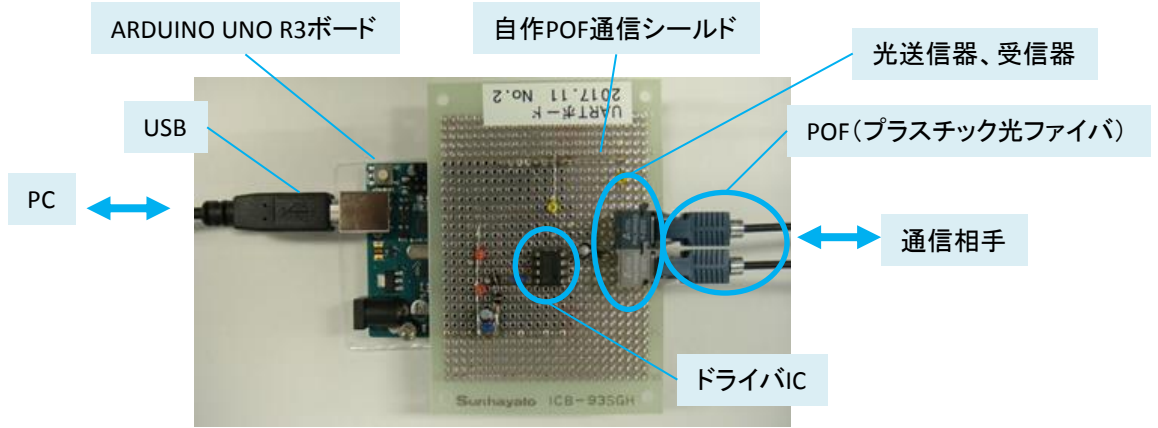 ARDUINO UNO R3ボード
自作POF通信シールド
光送信器、受信器
USB
POF（プラスチック光ファイバ）
PC
通信相手
ドライバIC
UARTボード
2017.11 No.2
Sunhayato ICB-93SGH